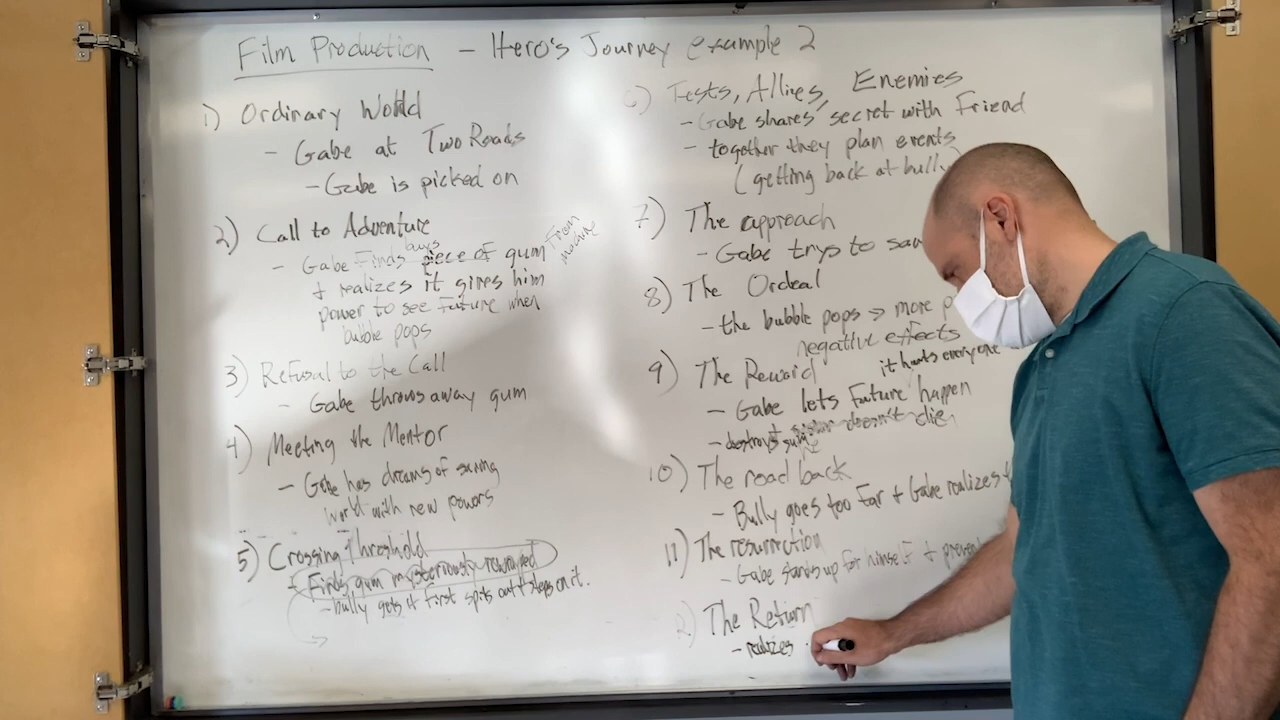 Film Production - Hero's Journey example 2
1) Ordinary World
- Gabe at Two Roads
- Gabe is picked on
2) Call to Adventure
- Gabe finds buys piece of gum from machine
+ realizes it gives him
power to see future when
bubble pops
3) Refusal to the Call
- Gabe throws away gum
4) Meeting the Mentor
- Gabe has dreams of saving
world with new powers
5) Crossing Threshold
- Finds gum mysteriously rewrapped
- bully gets it first spits out + steps on it.
6) Tests, Allies, Enemies
- Gabe shares secret with Friend
- together they plan events
(getting back at bully
7) The approach
- Gabe trys to
8) The Ordeal
- the bubble pops → more
negative effects
it hurts everyone
9) The Reward
- Gabe lets future happen
doesn't die
10) The road back
- Bully goes too far + Gabe realizes
11) The resurrection
- Gabe stands up for himself +
The Return
- realizes